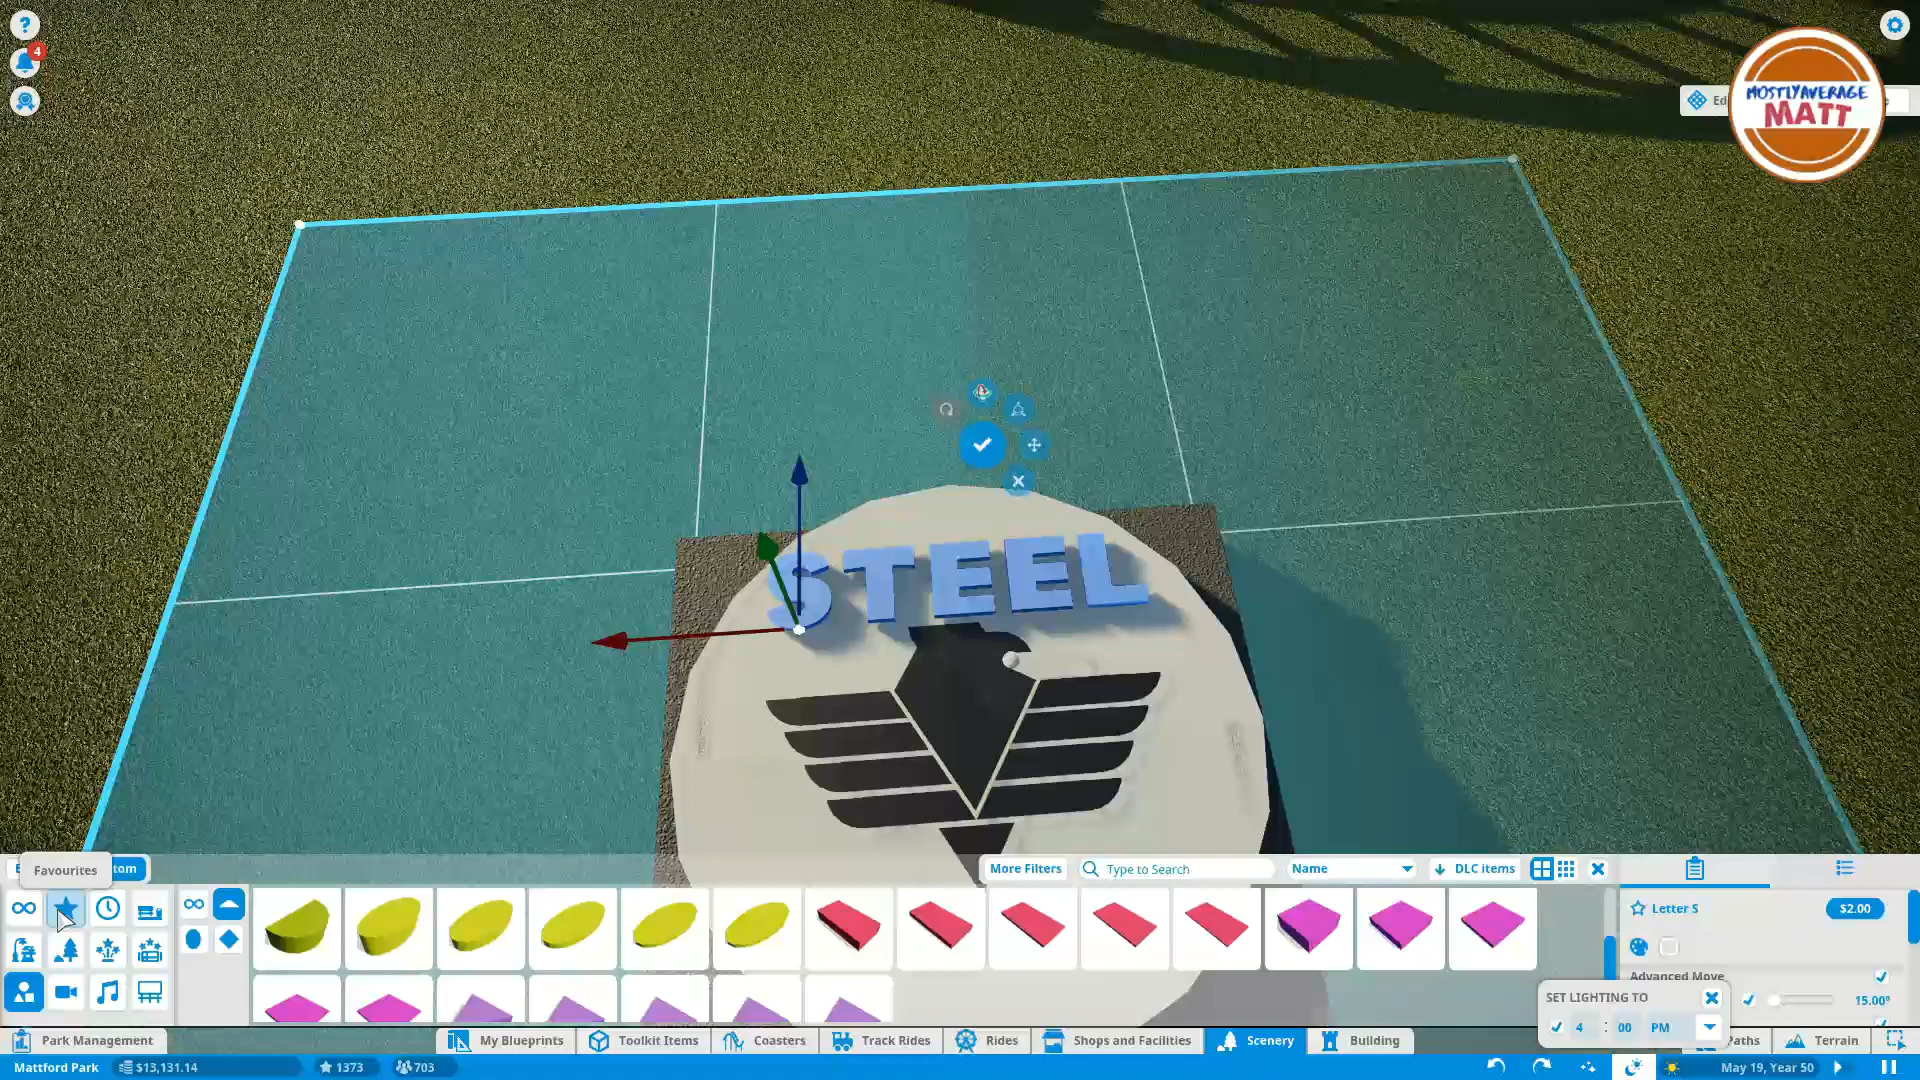 ?
4
Ed
MOSTLYAVERAGE
MATT
STEEL
Favourites
tom
More Filters
Type to Search
Name
DLC items
Letter S
$2.00
Advanced Move
15.00°
SET LIGHTING TO
4 : 00 PM
Park Management
My Blueprints
Toolkit Items
Coasters
Track Rides
Rides
Shops and Facilities
Scenery
Building
Paths
Terrain
Mattford Park
$13,131.14
1373
703
May 19, Year 50